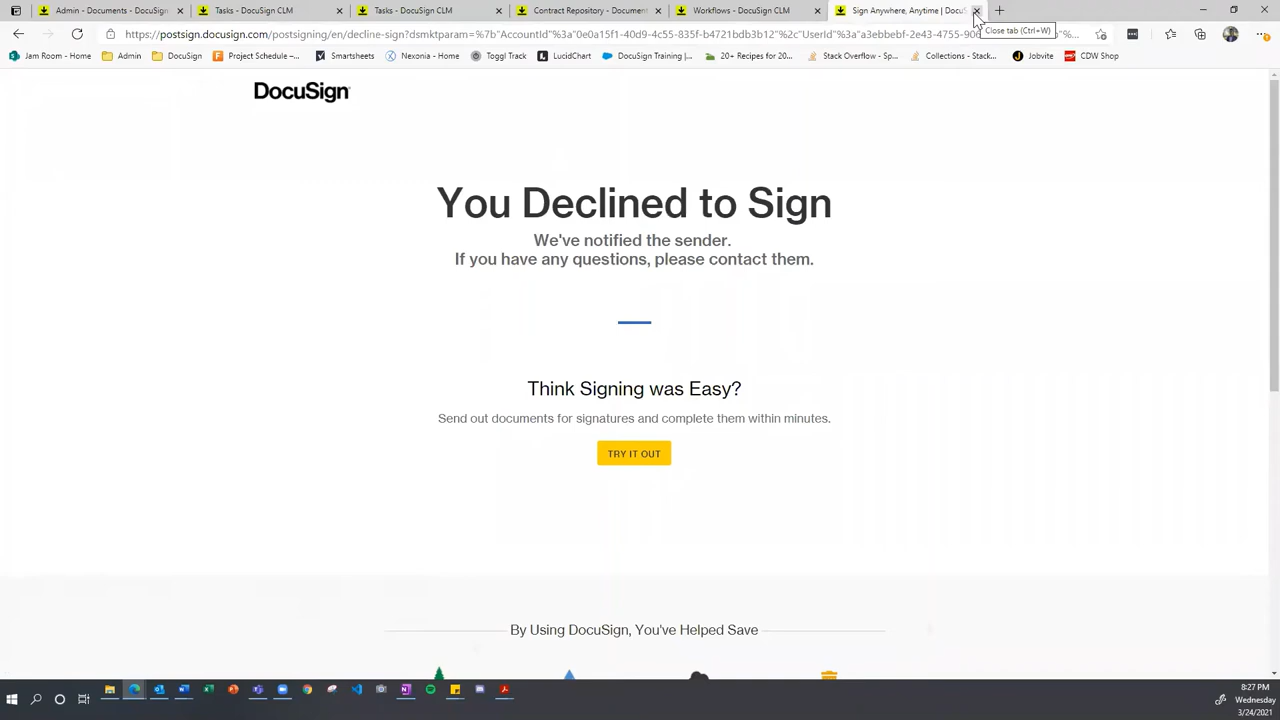 Admin - Documents - DocuSign
Tasks - DocuSign CLM
Tasks - DocuSign CLM
Contract Repository - Document
Workflows - DocuSign CLM
Sign Anywhere, Anytime | DocuS
Close tab (Ctrl+W)
Jam Room - Home
Admin
DocuSign
Project Schedule –...
Smartsheets
Nexonia - Home
Toggl Track
LucidChart
Docusign Training |...
20+ Recipes for 20...
Stack Overflow - Sp...
Collections - Stack...
Jobvite
CDW Shop
DocuSign
You Declined to Sign
We've notified the sender.
If you have any questions, please contact them.
Think Signing was Easy?
Send out documents for signatures and complete them within minutes.
TRY IT OUT
By Using DocuSign, You've Helped Save
8:27 PM
Wednesday
3/24/2021